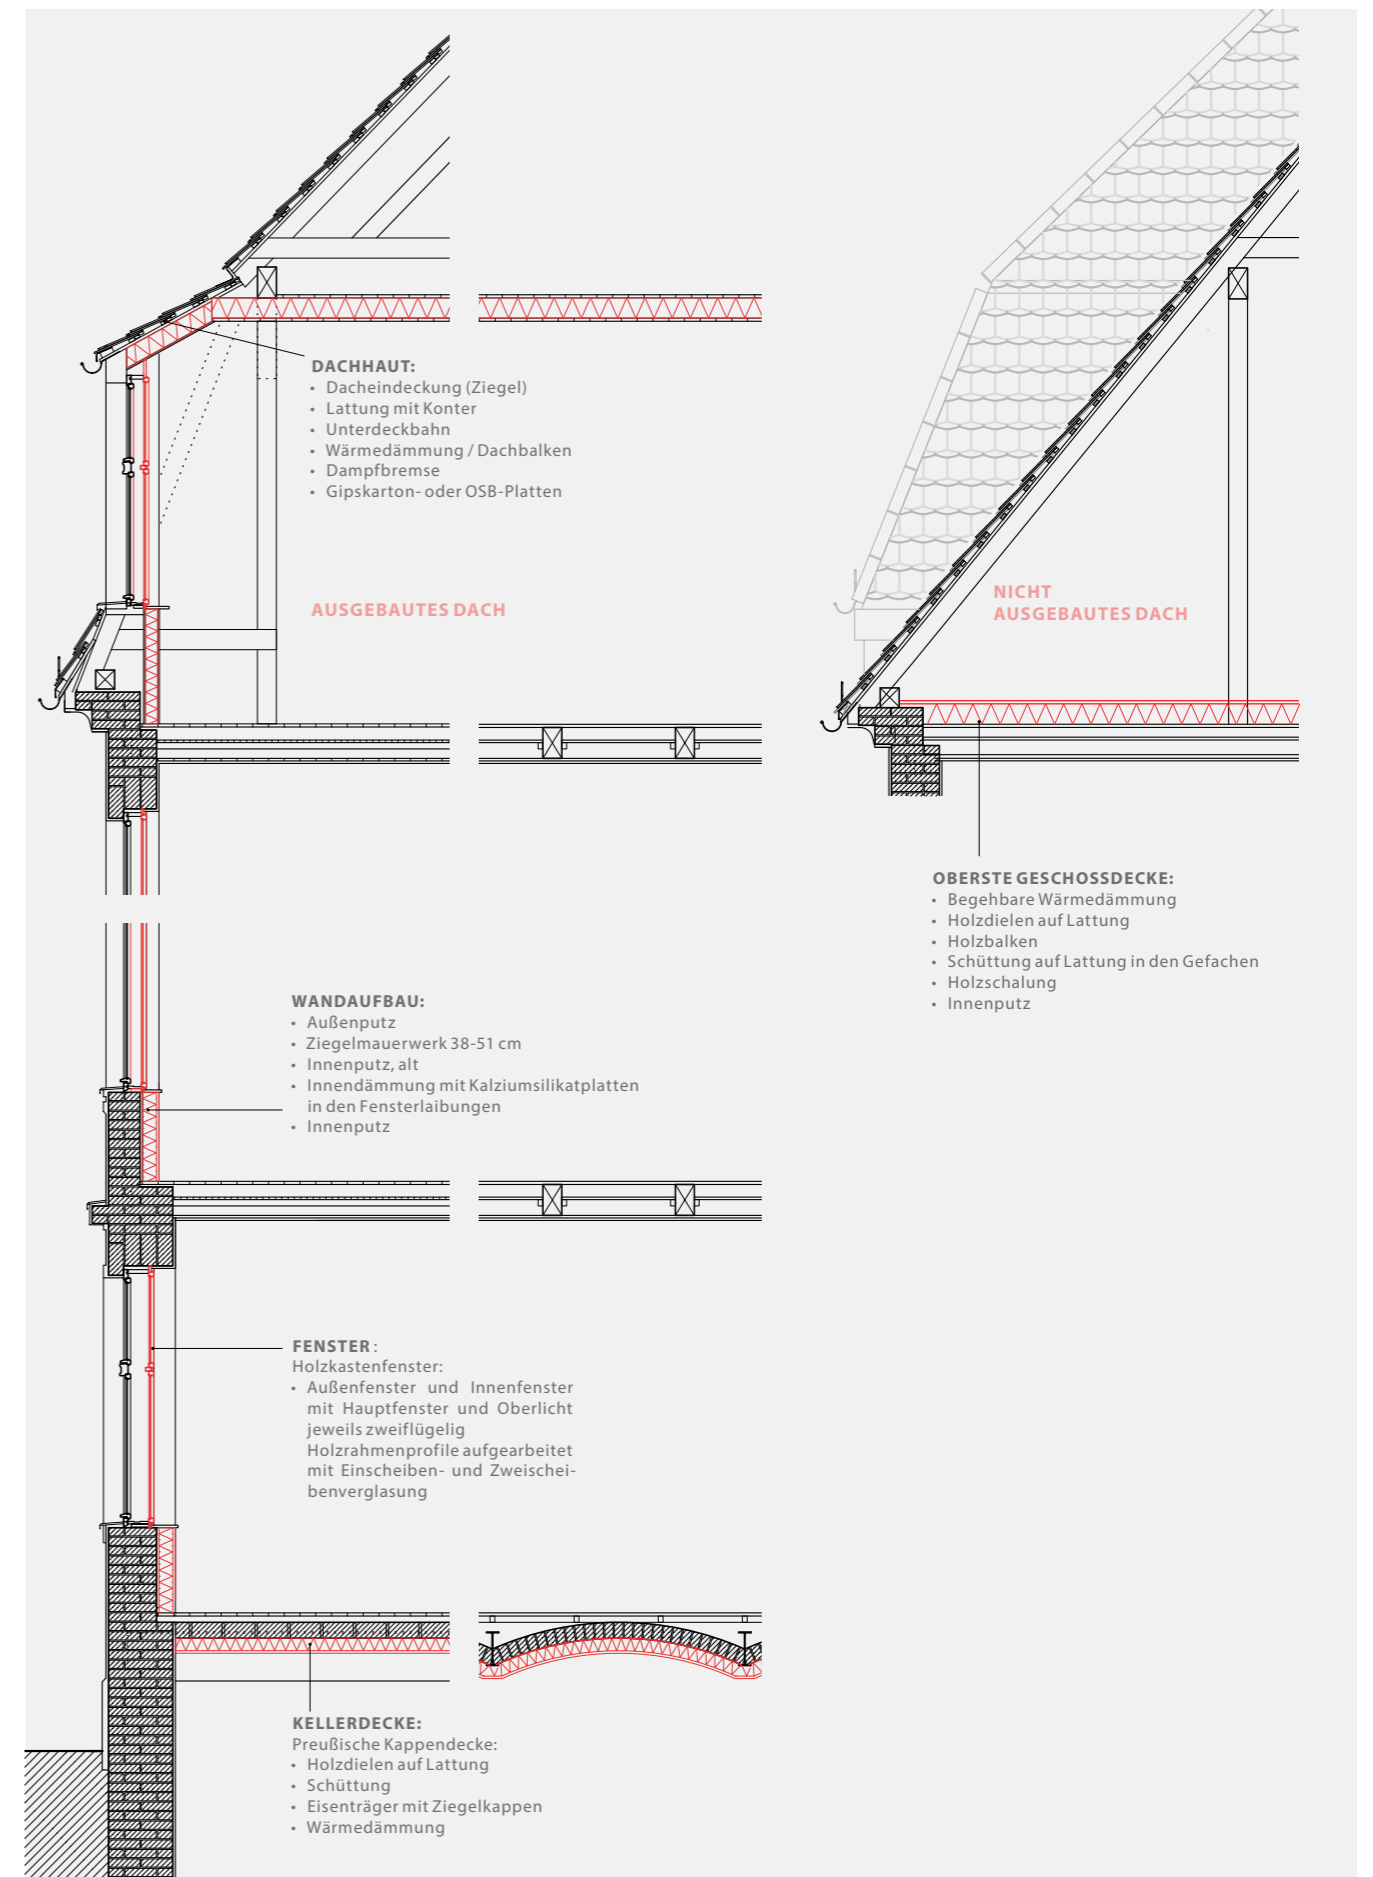 DACHHAUT:
• Dacheindeckung (Ziegel)
• Lattung mit Konter
• Unterdeckbahn
• Wärmedämmung / Dachbalken
• Dampfbremse
• Gipskarton- oder OSB-Platten
AUSGEBAUTES DACH
NICHT
AUSGEBAUTES DACH
OBERSTE GESCHOSSDECKE:
• Begehbare Wärmedämmung
• Holzdielen auf Lattung
• Holzbalken
• Schüttung auf Lattung in den Gefachen
• Holzschalung
• Innenputz
WANDAUFBAU:
• Außenputz
• Ziegelmauerwerk 38-51 cm
• Innenputz, alt
• Innendämmung mit Kalziumsilikatplatten
in den Fensterlaibungen
• Innenputz
FENSTER :
Holzkastenfenster:
• Außenfenster und Innenfenster
mit Hauptfenster und Oberlicht
jeweils zweiflügelig
Holzrahmenprofile aufgearbeitet
mit Einscheiben- und Zweischei-
benverglasung
KELLERDECKE:
Preußische Kappendecke:
• Holzdielen auf Lattung
• Schüttung
• Eisenträger mit Ziegelkappen
• Wärmedämmung